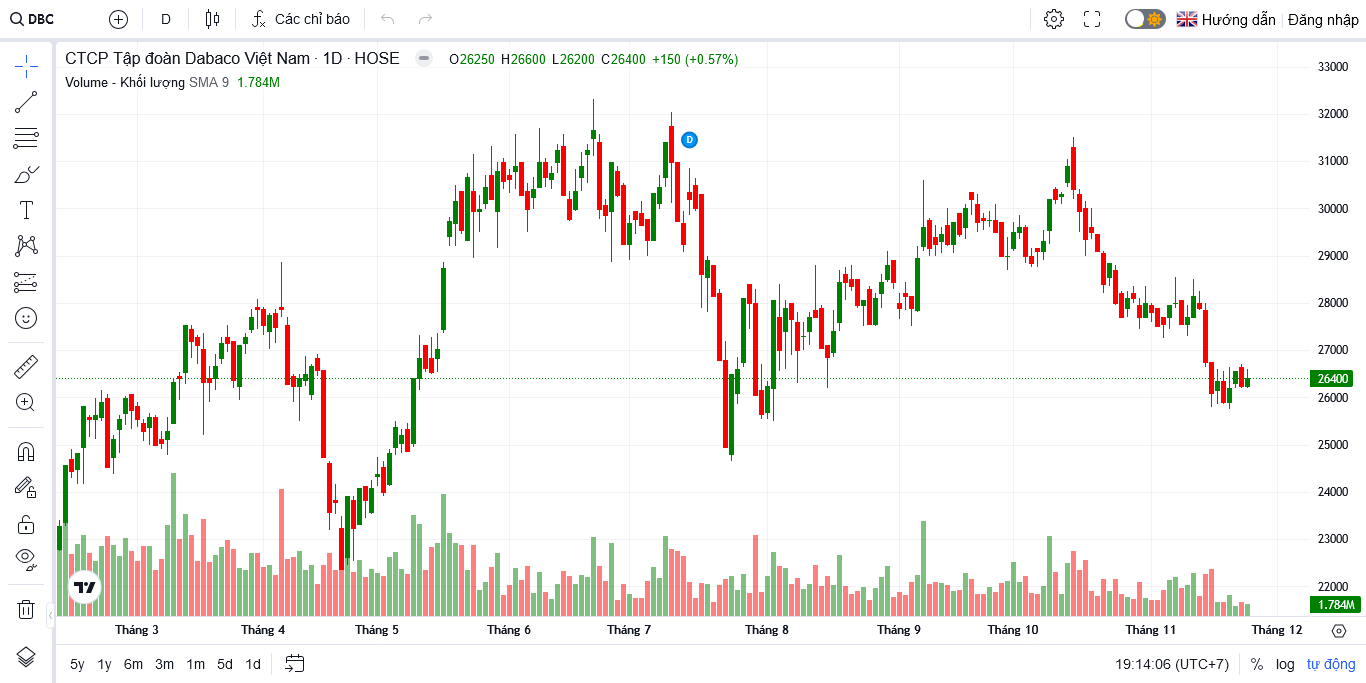 DBC D Các chỉ báo Hướng dẫn Đăng nhập
CTCP Tập đoàn Dabaco Việt Nam · 1D · HOSE O26250 H26600 L26200 C26400 +150 (+0.57%)
Volume - Khối lượng SMA 9 1.784M
D
33000
32000
31000
30000
29000
28000
27000
26400
26000
25000
24000
23000
22000
1.784M
Tháng 3 Tháng 4 Tháng 5 Tháng 6 Tháng 7 Tháng 8 Tháng 9 Tháng 10 Tháng 11 Tháng 12
5y 1y 6m 3m 1m 5d 1d 19:14:06 (UTC+7) % log tự động